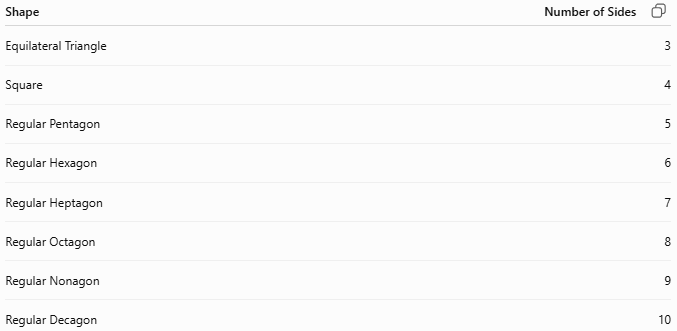 Shape Number of Sides
Equilateral Triangle 3
Square 4
Regular Pentagon 5
Regular Hexagon 6
Regular Heptagon 7
Regular Octagon 8
Regular Nonagon 9
Regular Decagon 10